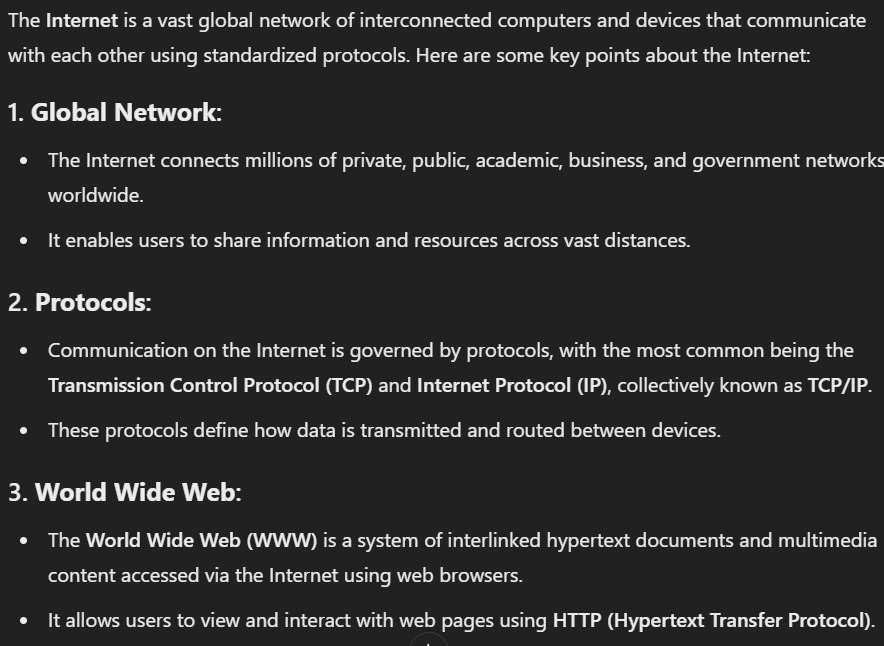 The Internet is a vast global network of interconnected computers and devices that communicate
with each other using standardized protocols. Here are some key points about the Internet:
1. Global Network:
• The Internet connects millions of private, public, academic, business, and government networks
worldwide.
• It enables users to share information and resources across vast distances.
2. Protocols:
• Communication on the Internet is governed by protocols, with the most common being the
Transmission Control Protocol (TCP) and Internet Protocol (IP), collectively known as TCP/IP.
• These protocols define how data is transmitted and routed between devices.
3. World Wide Web:
• The World Wide Web (WWW) is a system of interlinked hypertext documents and multimedia
content accessed via the Internet using web browsers.
• It allows users to view and interact with web pages using HTTP (Hypertext Transfer Protocol).